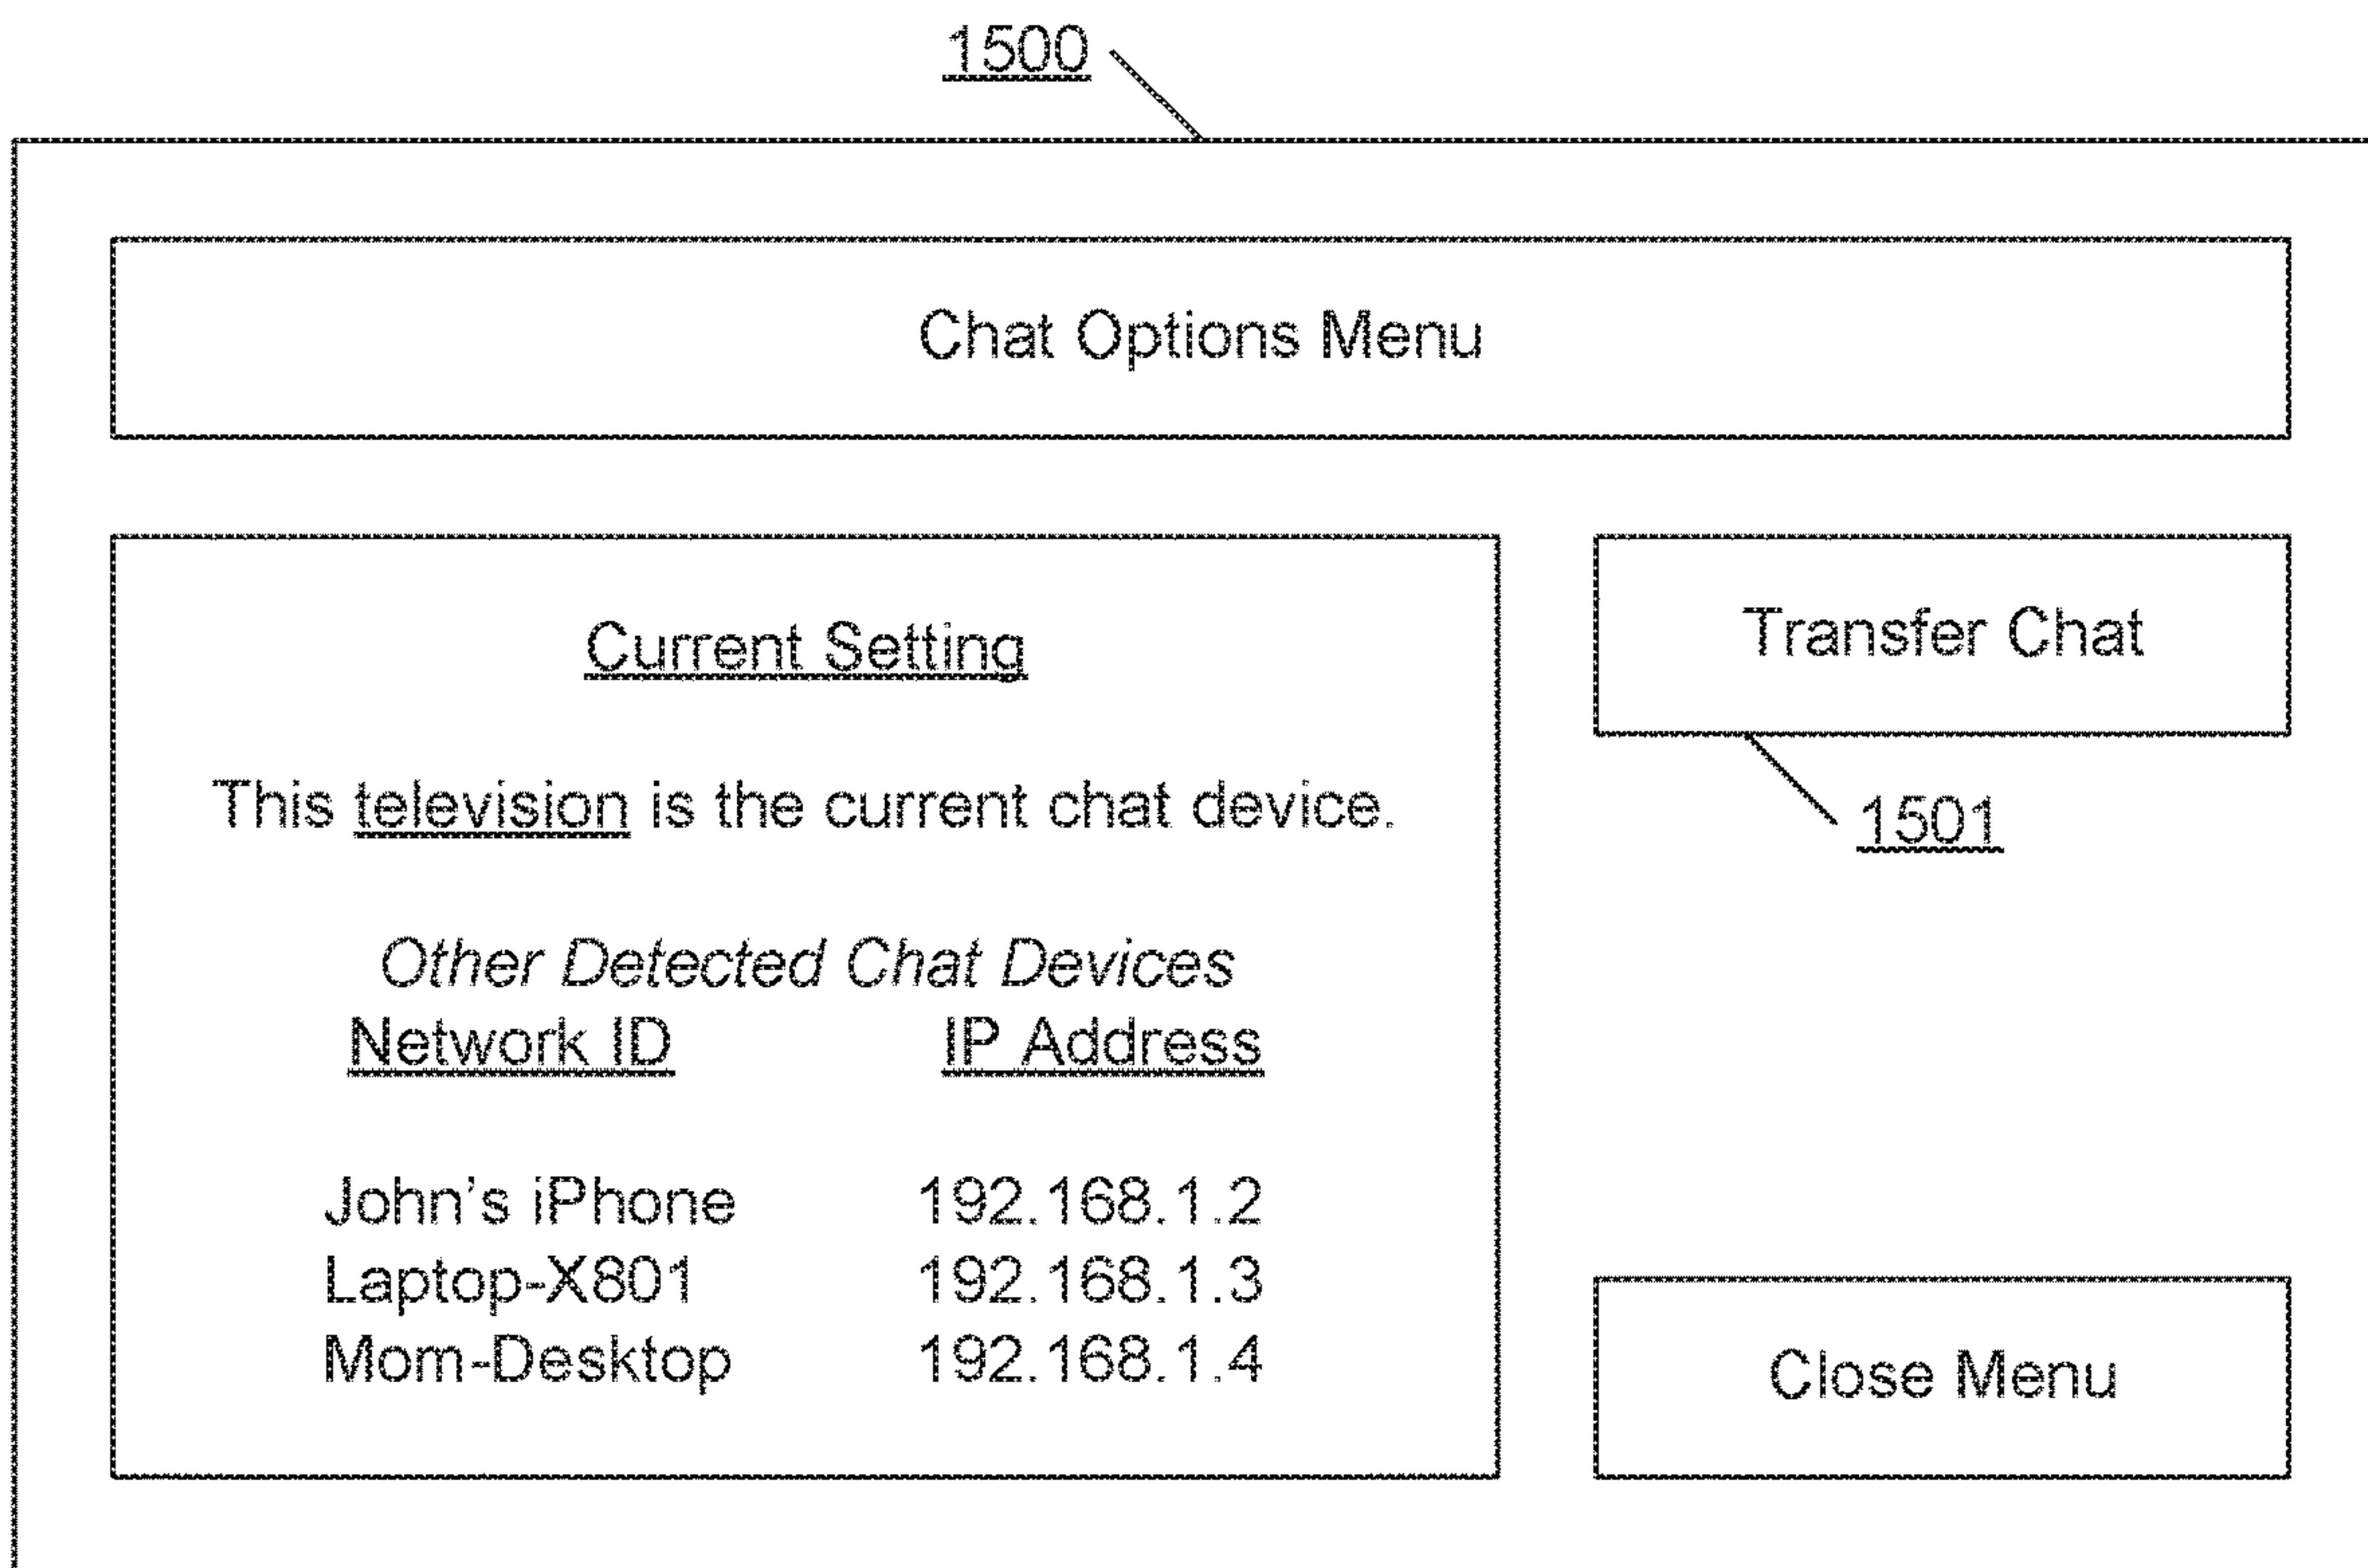 1500
Chat Options Menu
Current Setting
This television is the current chat device.
Other Detected Chat Devices
Network ID IP Address
John's iPhone 192.168.1.2
Laptop-X801 192.168.1.3
Mom-Desktop 192.168.1.4
Transfer Chat
1501
Close Menu